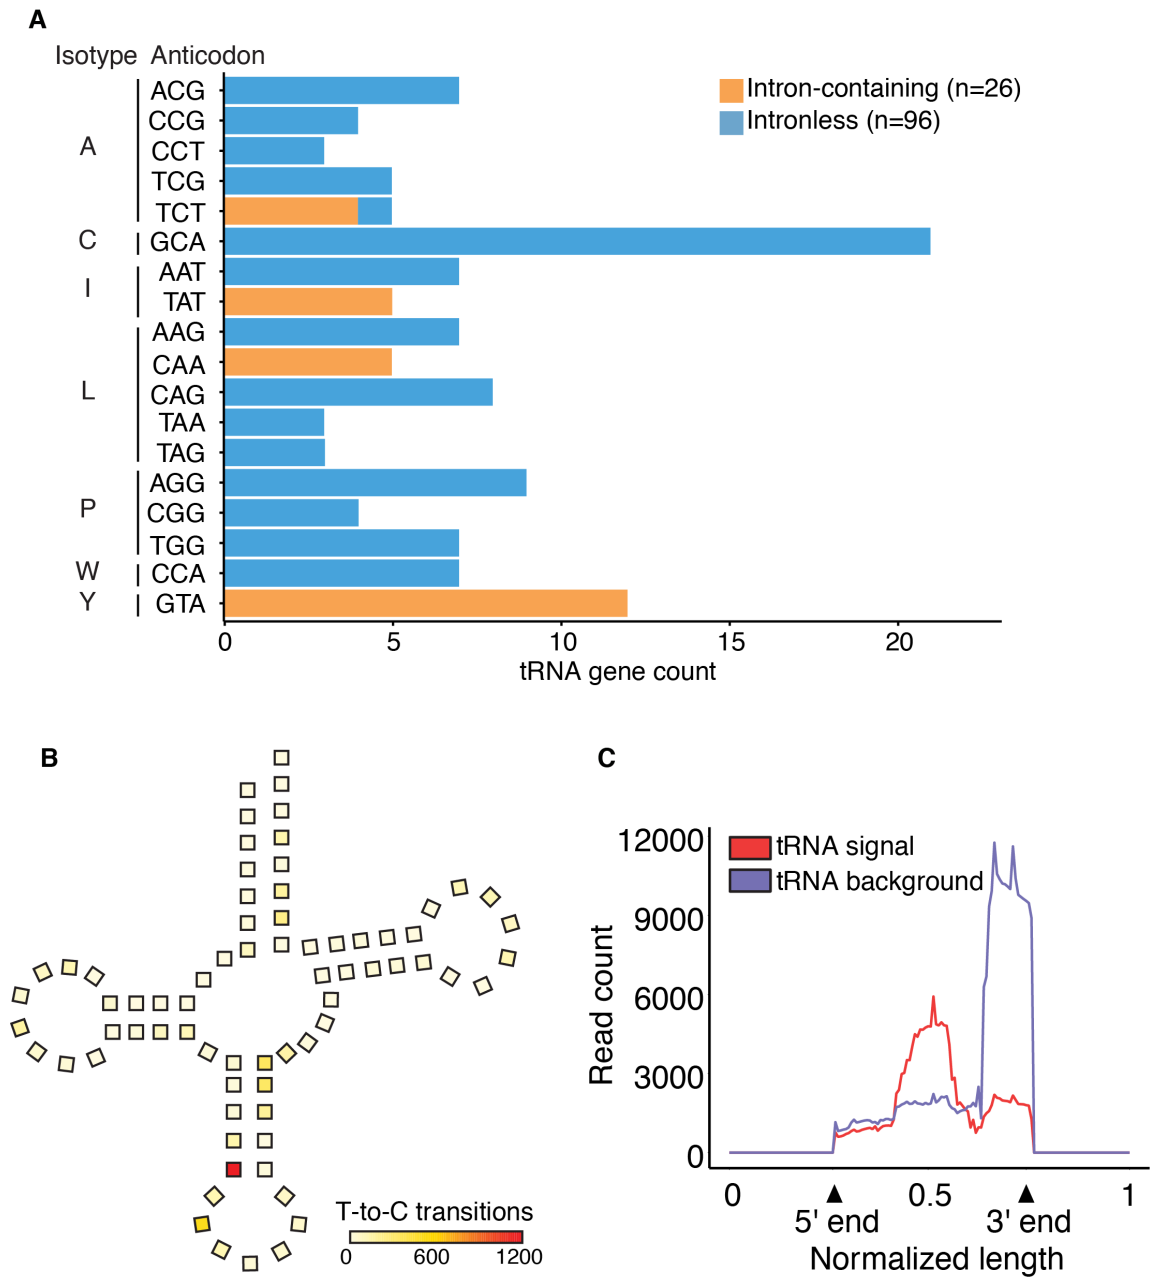 A
Isotype Anticodon
Intron-containing (n=26)
Intronless (n=96)
A
ACG
CCG
CCT
TCG
TCT
C
GCA
I
AAT
TAT
L
AAG
CAA
CAG
TAA
TAG
P
AGG
CGG
TGG
W
CCA
Y
GTA
0 5 10 15 20
tRNA gene count
B
T-to-C transitions
0 600 1200
C
tRNA signal
tRNA background
Read count
12000
9000
6000
3000
0
0 0.5 1
5' end 3' end
Normalized length